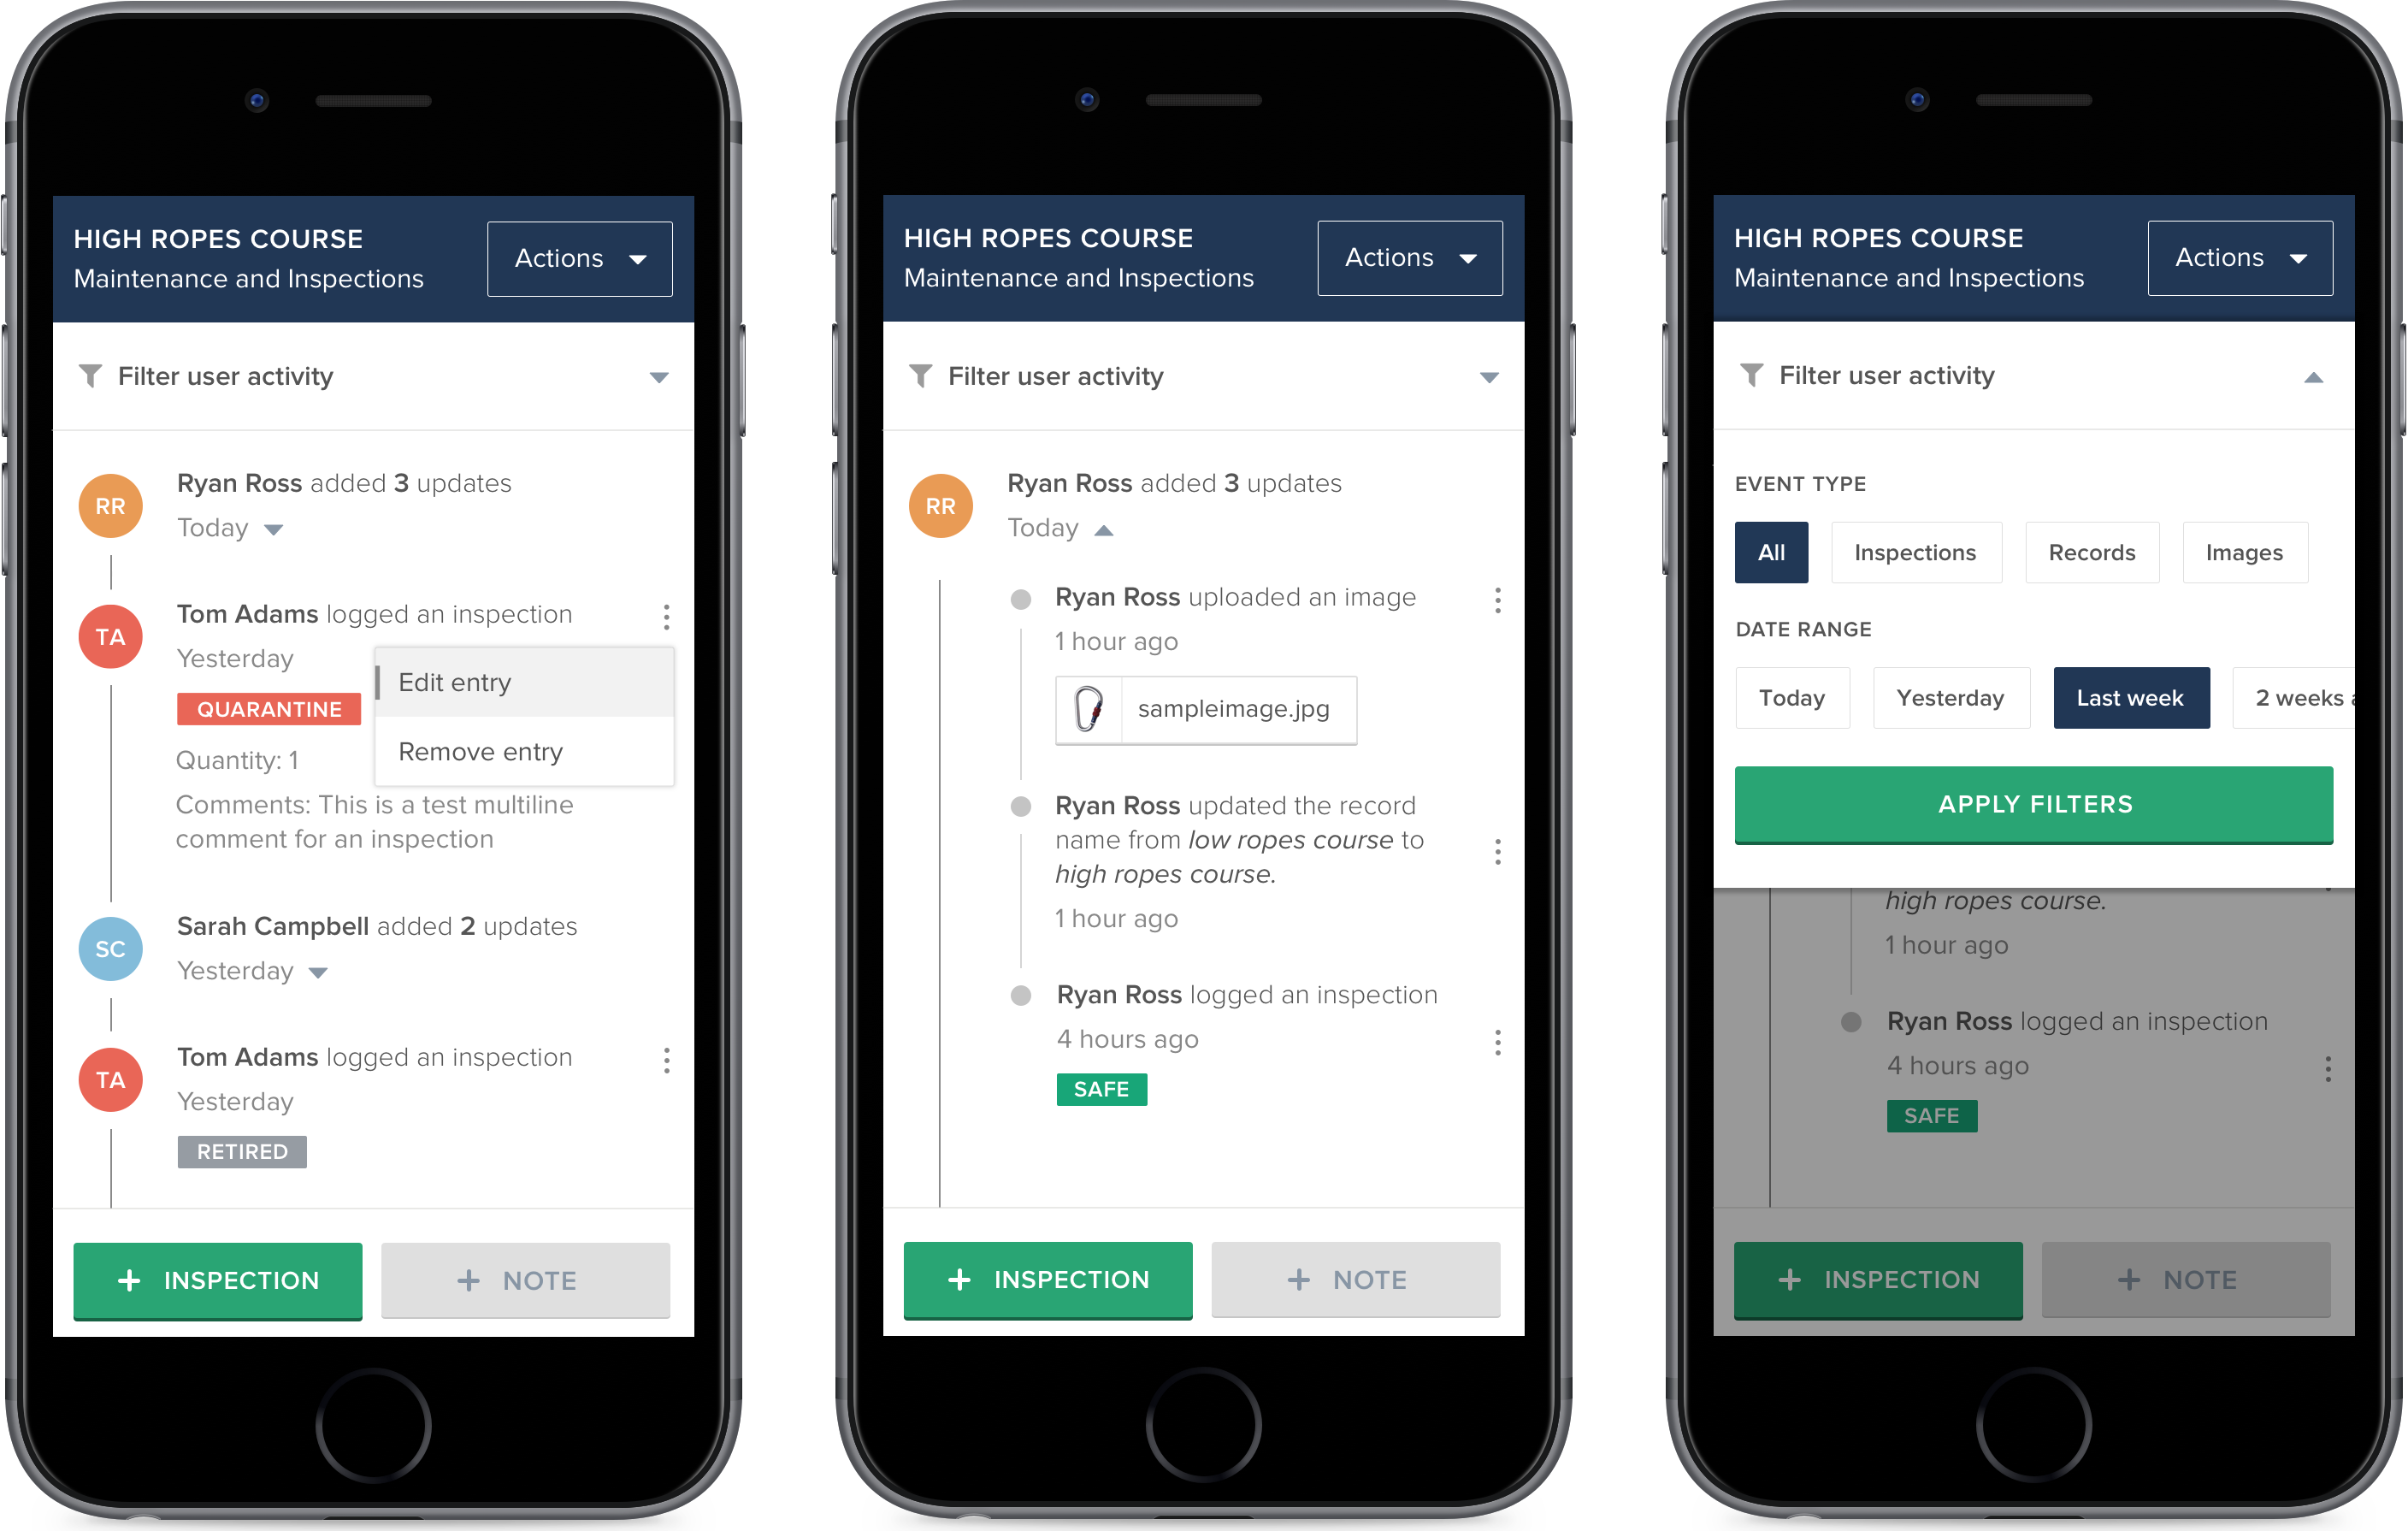 HIGH ROPES COURSE
Maintenance and Inspections
Actions
Filter user activity
RR
Ryan Ross added 3 updates
Today
TA
Tom Adams logged an inspection
Yesterday
Edit entry
QUARANTINE
Remove entry
Quantity: 1
Comments: This is a test multiline
comment for an inspection
SC
Sarah Campbell added 2 updates
Yesterday
TA
Tom Adams logged an inspection
Yesterday
RETIRED
+ INSPECTION
+ NOTE
HIGH ROPES COURSE
Maintenance and Inspections
Actions
Filter user activity
RR
Ryan Ross added 3 updates
Today
Ryan Ross uploaded an image
1 hour ago
sampleimage.jpg
Ryan Ross updated the record
name from low ropes course to
high ropes course.
1 hour ago
Ryan Ross logged an inspection
4 hours ago
SAFE
+ INSPECTION
+ NOTE
HIGH ROPES COURSE
Maintenance and Inspections
Actions
Filter user activity
EVENT TYPE
All
Inspections
Records
Images
DATE RANGE
Today
Yesterday
Last week
2 weeks
APPLY FILTERS
high ropes course.
1 hour ago
Ryan Ross logged an inspection
4 hours ago
SAFE
+ INSPECTION
+ NOTE